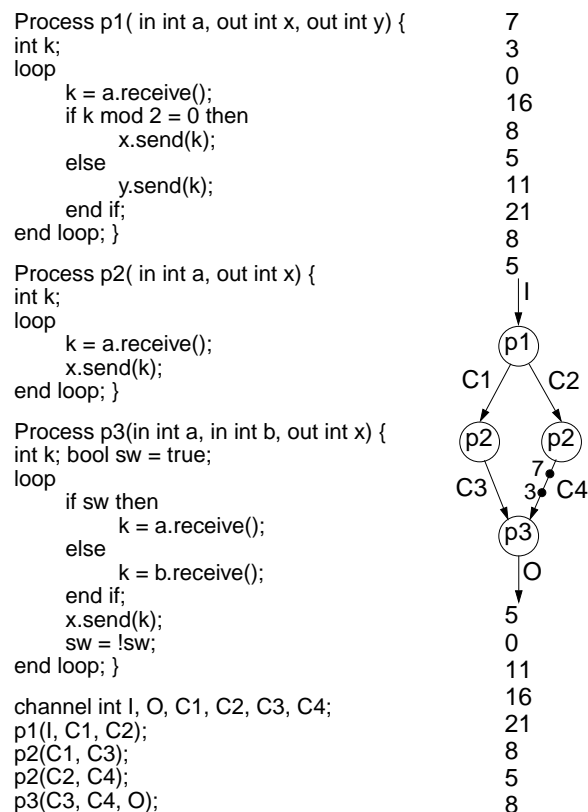 Process p1( in int a, out int x, out int y) {
int k;
loop
k = a.receive();
if k mod 2 = 0 then
x.send(k);
else
y.send(k);
end if;
end loop; }
Process p2( in int a, out int x) {
int k;
loop
k = a.receive();
x.send(k);
end loop; }
Process p3(in int a, in int b, out int x) {
int k; bool sw = true;
loop
if sw then
k = a.receive();
else
k = b.receive();
end if;
x.send(k);
sw = !sw;
end loop; }
channel int I, O, C1, C2, C3, C4;
p1(I, C1, C2);
p2(C1, C3);
p2(C2, C4);
p3(C3, C4, O);
7
3
0
16
8
5
11
21
8
5
I
p1
C1 C2
p2 p2
7
C3 3 C4
p3
O
5
0
11
16
21
8
5
8